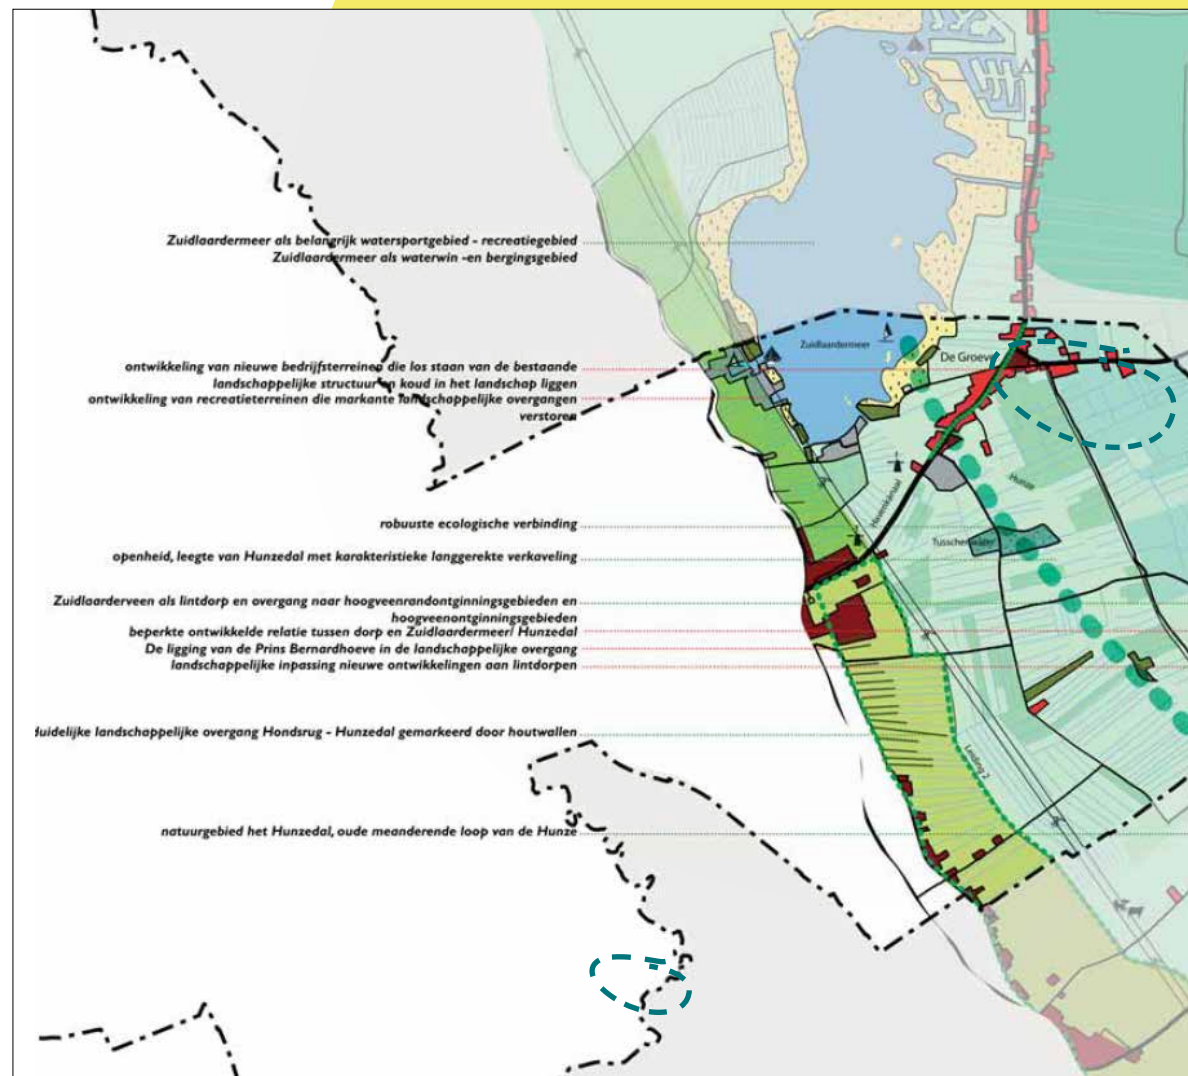 Zuidlaardermeer als belangrijk watersportgebied - recreatiegebied
Zuidlaardermeer als waterwin -en bergingsgebied
ontwikkeling van nieuwe bedrijfsterreinen die los staan van de bestaande
landschappelijke structuur en koud in het landschap liggen
ontwikkeling van recreatieterreinen die markante landschappelijke overgangen
verstoren
robuuste ecologische verbinding
openheid, leegte van Hunzedal met karakteristieke langgerekte verkaveling
Zuidlaarderveen als lintdorp en overgang naar hoogveenrandontginningsgebieden en
hoogveenontginningsgebieden
beperkte ontwikkelde relatie tussen dorp en Zuidlaardermeer/ Hunzedal
De ligging van de Prins Bernardhoeve in de landschappelijke overgang
landschappelijke inpassing nieuwe ontwikkelingen aan lintdorpen
duidelijke landschappelijke overgang Hondsrug - Hunzedal gemarkeerd door houtwallen
natuurgebied het Hunzedal, oude meanderende loop van de Hunze
Zuidlaardermeer
De Groeve
Havenkanaal
Hunze
Tusschenwater
Leiding 2